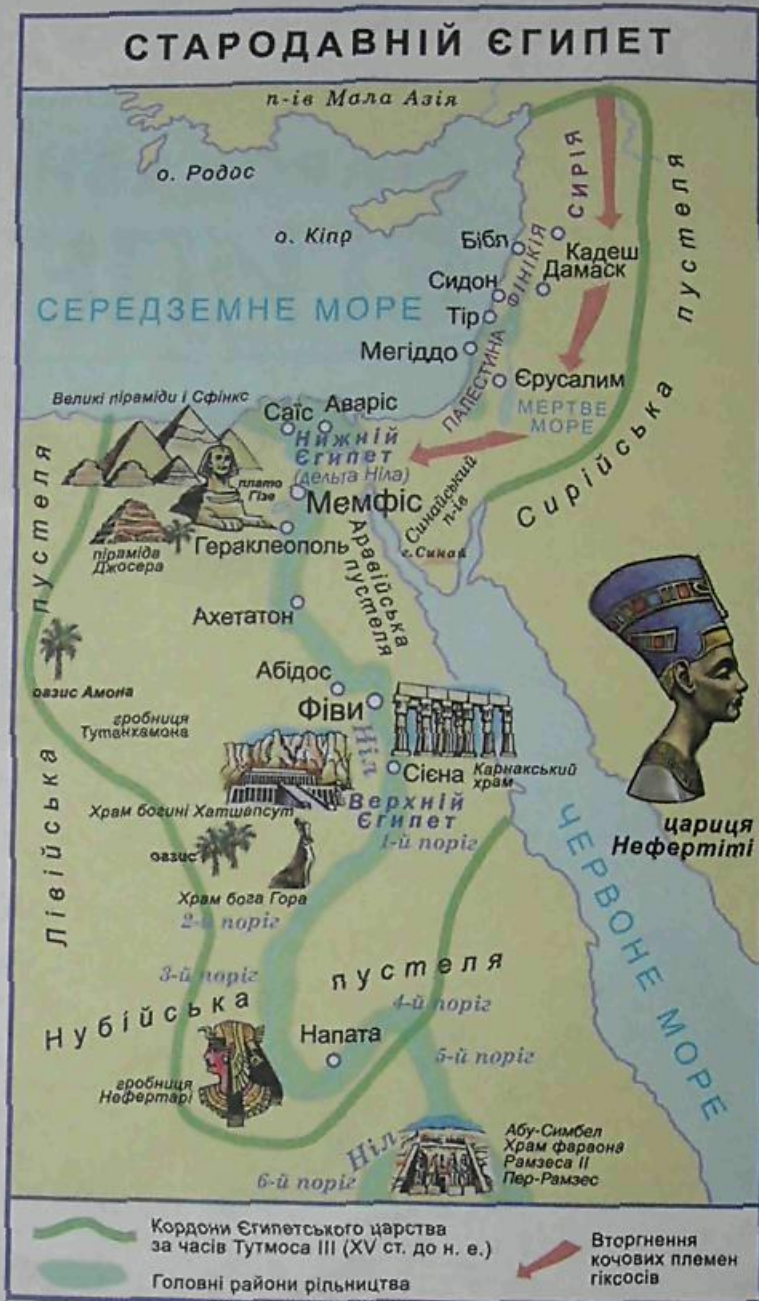 СТАРОДАВНІЙ ЄГИПЕТ
п-ів Мала Азія
о. Родос
о. Кіпр
СИРІЯ
пустеля
Бібл
ФІНІКІЯ
Кадеш
Дамаск
Сидон
СЕРЕДЗЕМНЕ МОРЕ
Тір
Мегіддо
ПАЛЕСТИНА
Єрусалим
МЕРТВЕ
МОРЕ
Сирійська
Великі піраміди і Сфінкс
Саїс
Аваріс
Нижній
Єгипет
(дельта Ніла)
плато
Гізе
Мемфіс
Синайський
п-ів
г. Синай
піраміда
Джосера
Гераклеополь
Аравійська
пустеля
пустеля
Ахетатон
оазис Амона
Абідос
Фіви
гробниця
Тутанхамона
Ніл
Сієна
Карнакський
храм
Храм богині Хатшепсут
Верхній
Єгипет
1-й поріг
цариця
Нефертіті
ЧЕРВОНЕ МОРЕ
оазис
Лівійська
Храм бога Гора
2-й поріг
3-й поріг
пустеля
Нубійська
4-й поріг
Напата
5-й поріг
гробниця
Нефертарі
Ніл
6-й поріг
Абу-Симбел
Храм фараона
Рамзеса ІІ
Пер-Рамзес
Кордони Єгипетського царства
за часів Тутмоса ІІІ (XV ст. до н. е.)
Головні райони рільництва
Вторгнення
кочових племен
гіксосів